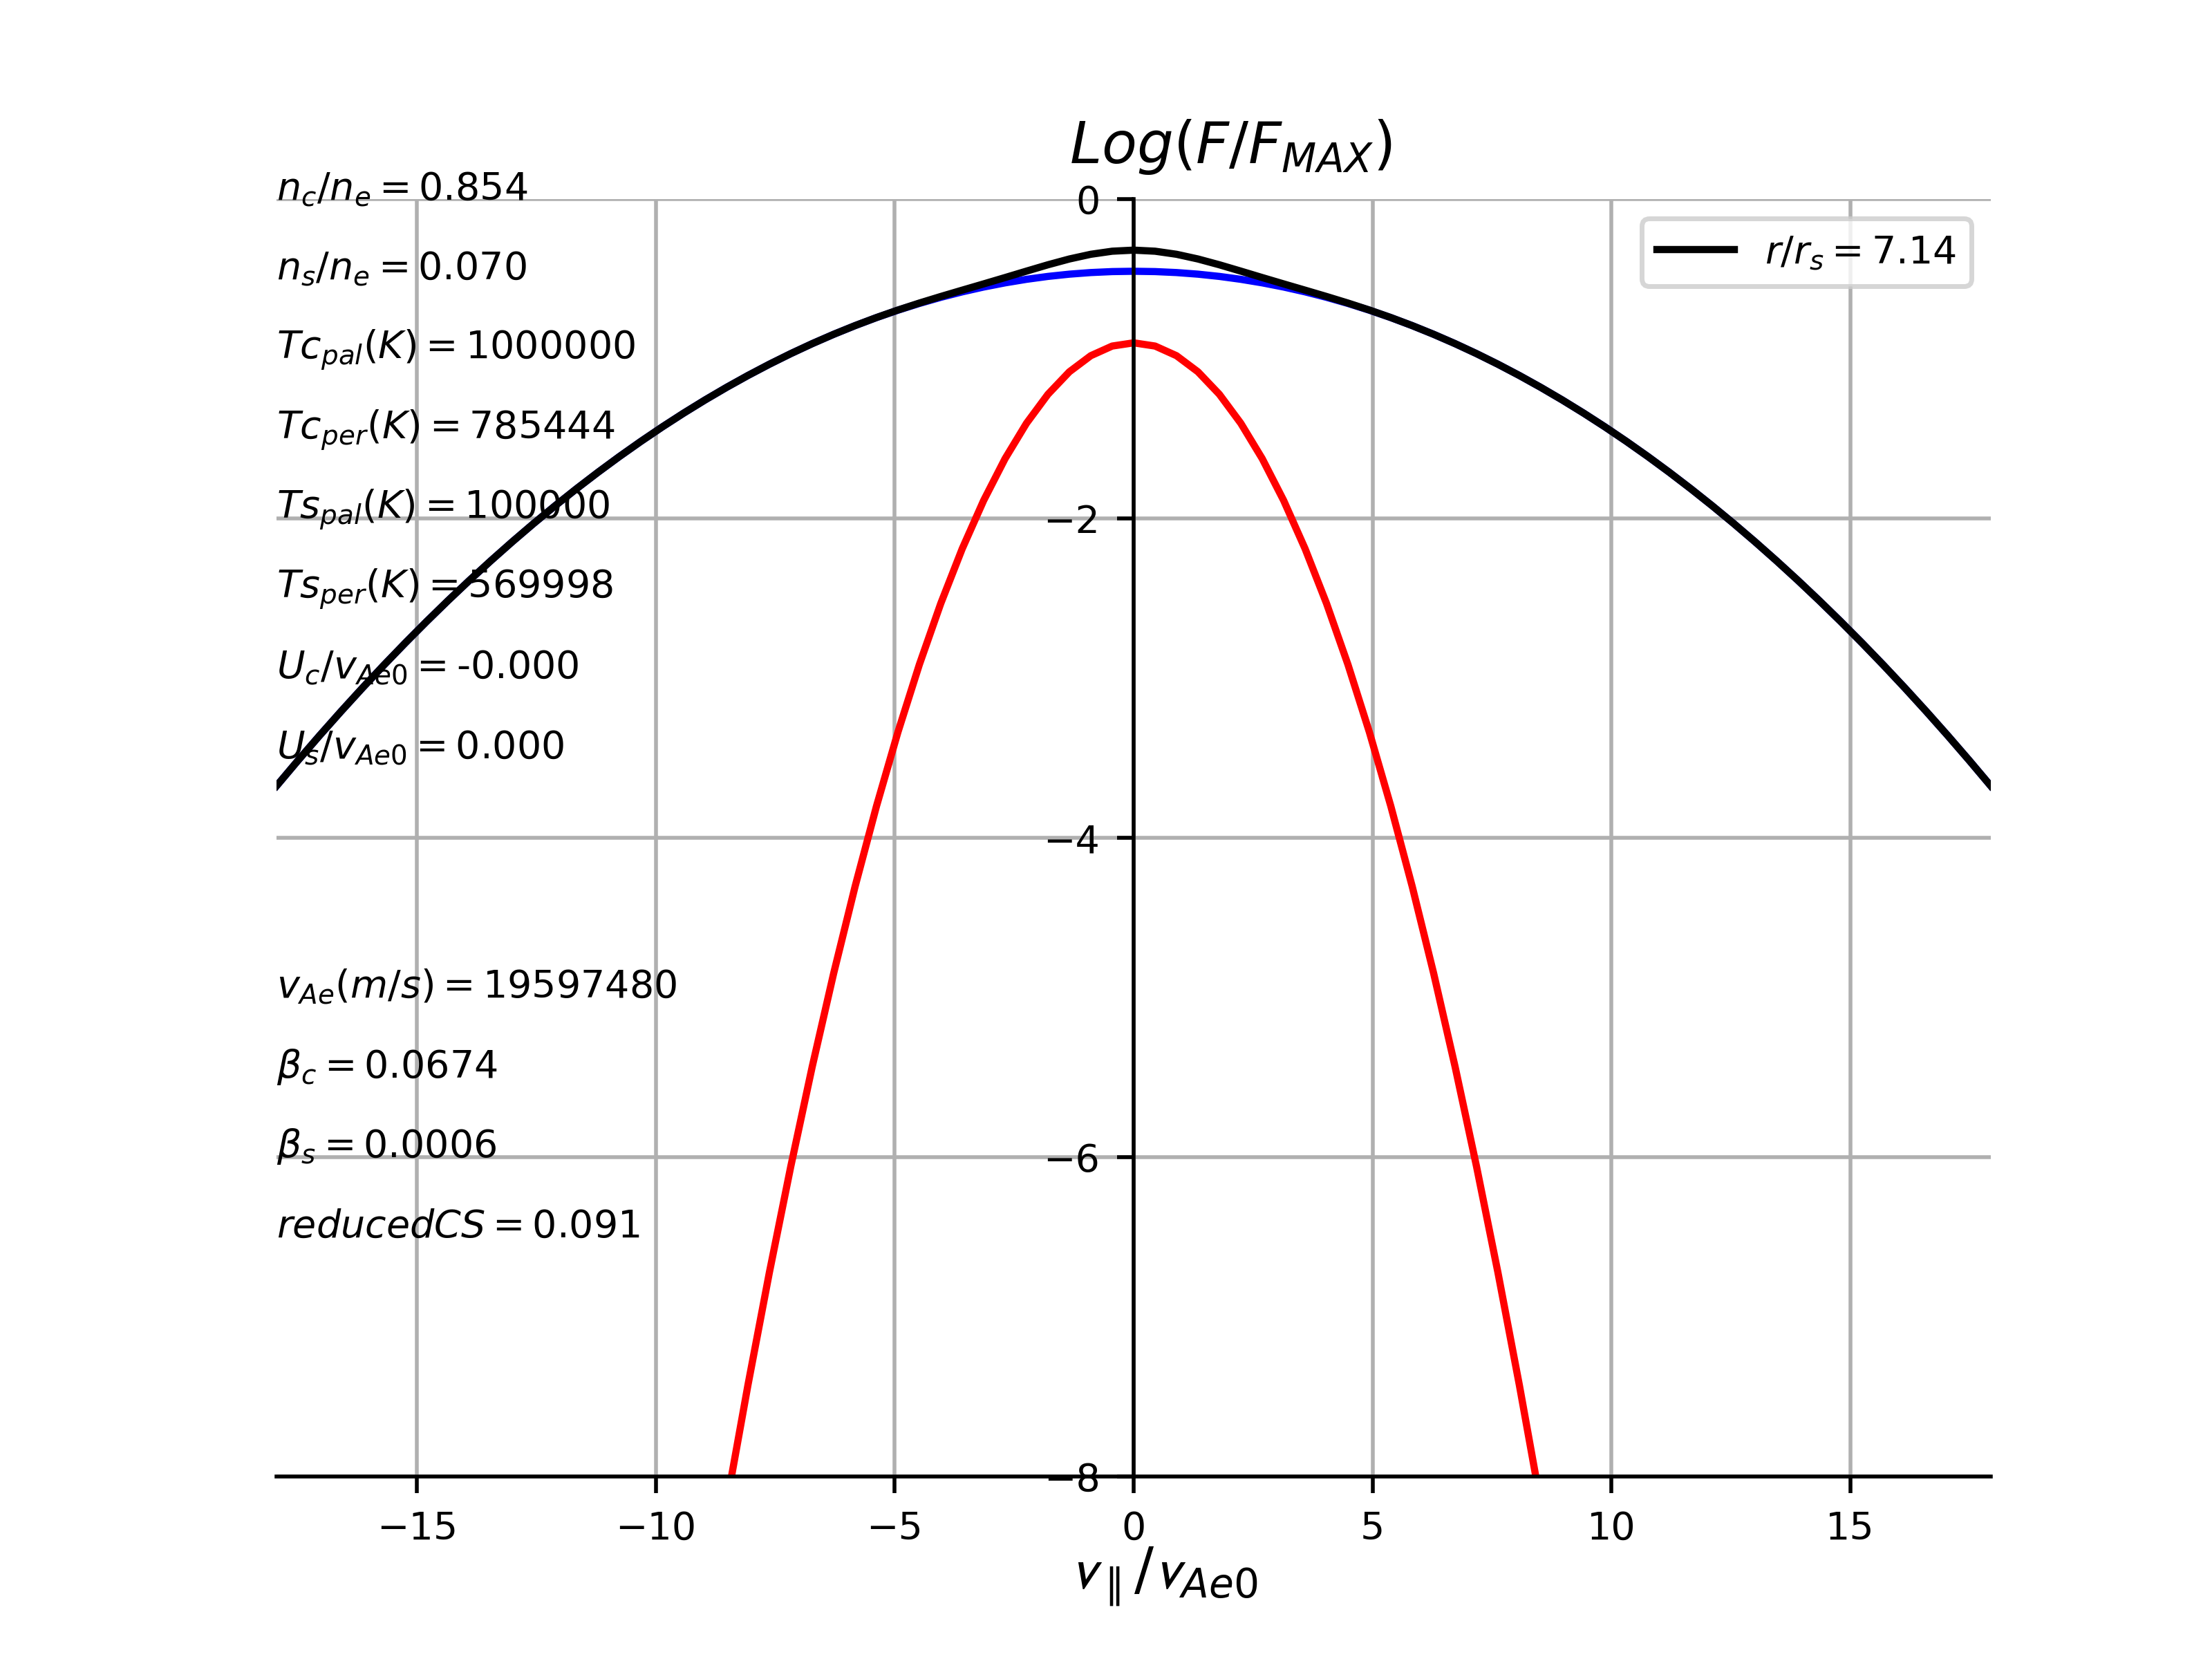 Log(F/F_MAX)
n_c/n_e = 0.854
0
n_s/n_e = 0.070
r/r_s = 7.14
Tc_pal(K) = 1000000
Tc_per(K) = 785444
Ts_pal(K) = 100000
−2
Ts_per(K) = 569998
U_c/v_Ae0 = -0.000
U_s/v_Ae0 = 0.000
−4
v_Ae(m/s) = 19597480
β_c = 0.0674
β_s = 0.0006
−6
reducedCS = 0.091
−8
−15 −10 −5 0 5 10 15
v_∥/v_Ae0